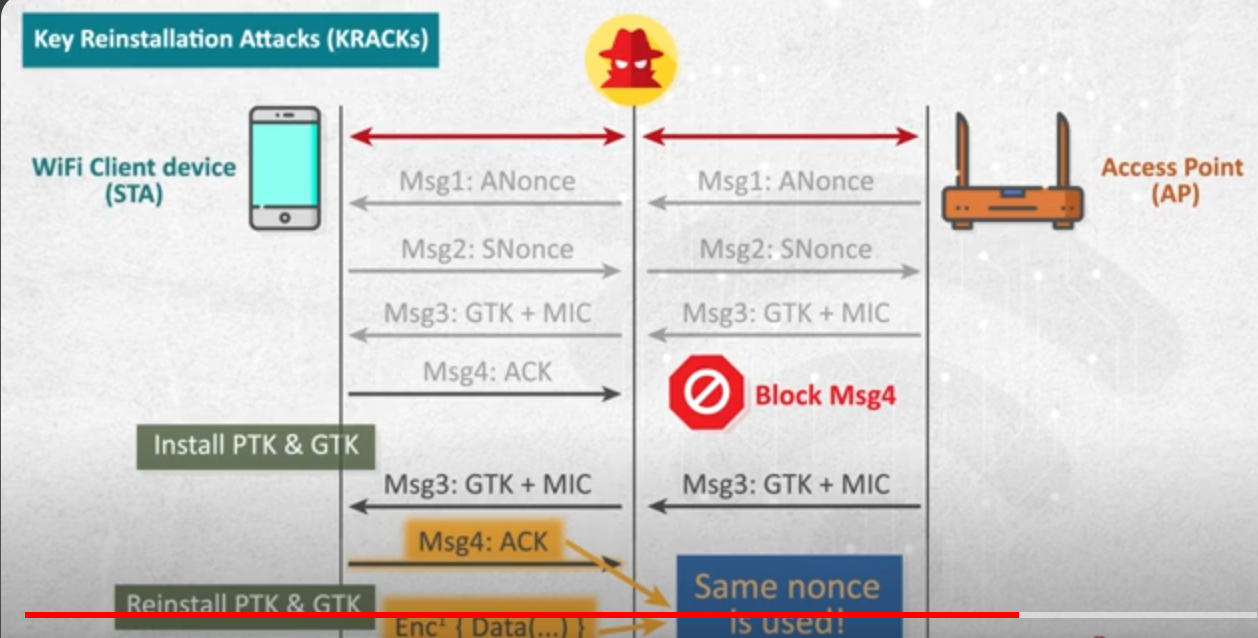 Key Reinstallation Attacks (KRACKs)
WiFi Client device
(STA)
Access Point
(AP)
Msg1: ANonce
Msg1: ANonce
Msg2: SNonce
Msg2: SNonce
Msg3: GTK + MIC
Msg3: GTK + MIC
Msg4: ACK
Block Msg4
Install PTK & GTK
Msg3: GTK + MIC
Msg3: GTK + MIC
Msg4: ACK
Same nonce
is used!
Reinstall PTK & GTK
Enc¹ { Data(...) }